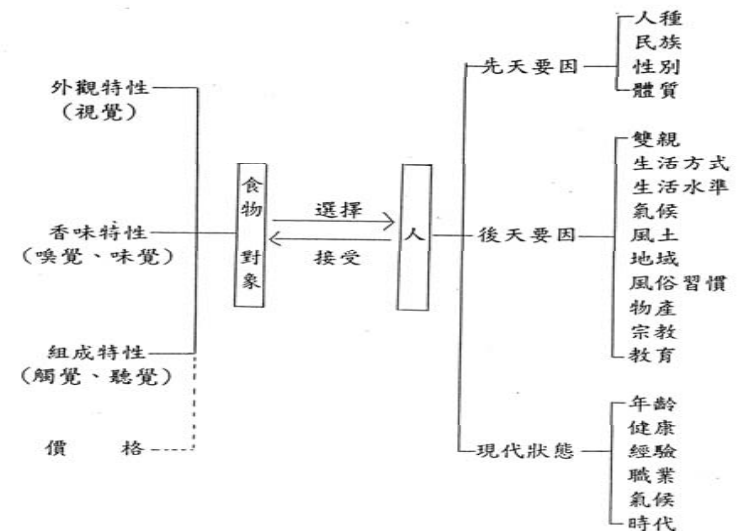 外觀特性
(視覺)
香味特性
(嗅覺、味覺)
組成特性
(觸覺、聽覺)
價 格
食物 對象
選擇
接受
人
先天要因
人種
民族
性別
體質
後天要因
雙親
生活方式
生活水準
氣候
風土
地域
風俗習慣
物產
宗教
教育
現代狀態
年齡
健康
經驗
職業
氣候
時代